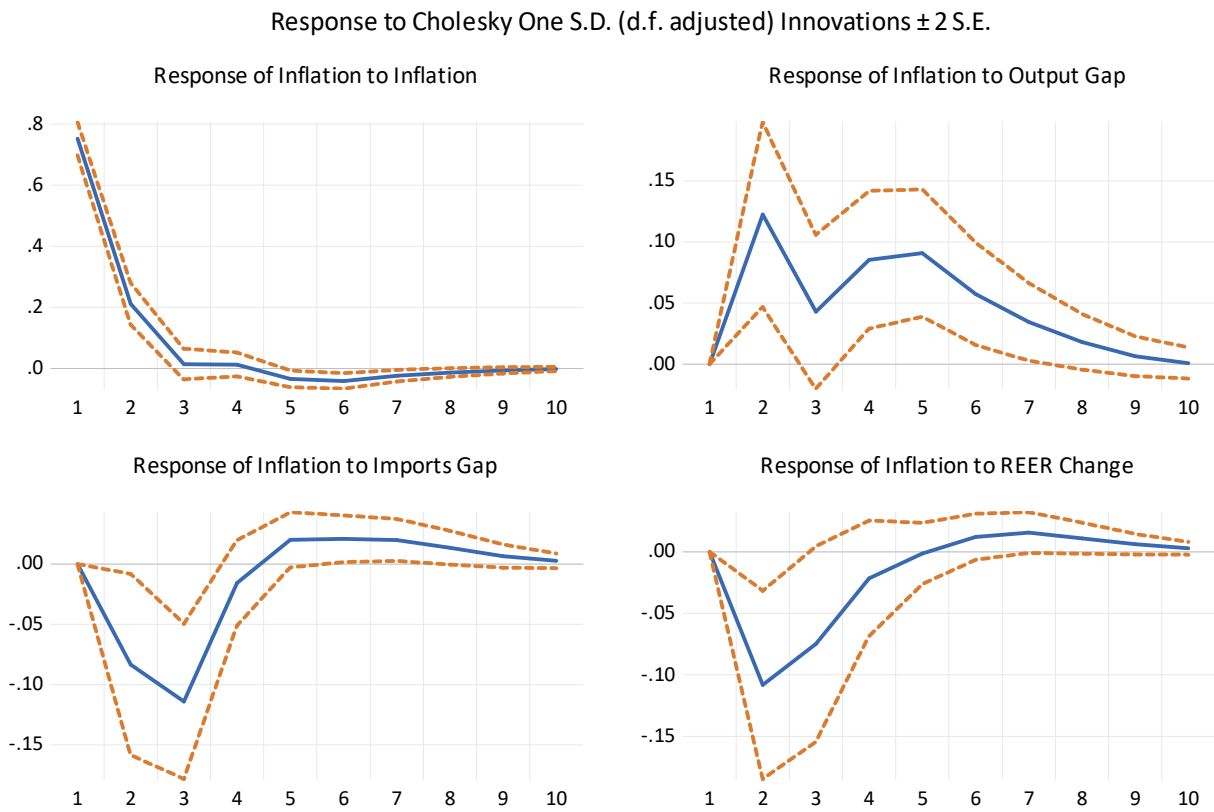 Response to Cholesky One S.D. (d.f. adjusted) Innovations ± 2 S.E.
Response of Inflation to Inflation
.8
.6
.4
.2
.0
1 2 3 4 5 6 7 8 9 10
Response of Inflation to Output Gap
.15
.10
.05
.00
1 2 3 4 5 6 7 8 9 10
Response of Inflation to Imports Gap
.00
-.05
-.10
-.15
1 2 3 4 5 6 7 8 9 10
Response of Inflation to REER Change
.00
-.05
-.10
-.15
1 2 3 4 5 6 7 8 9 10